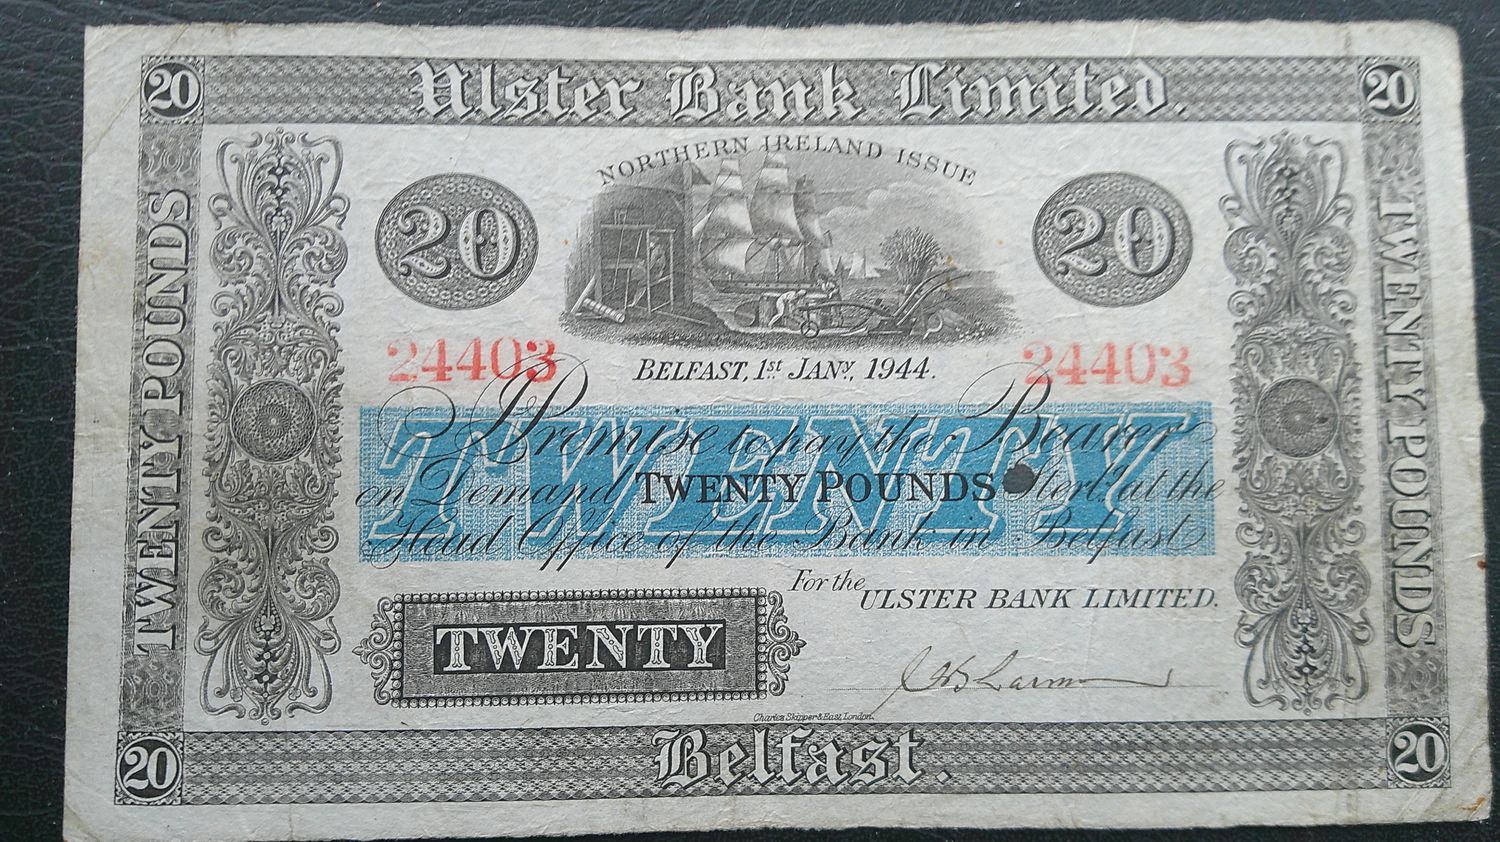 20 Ulster Bank Limited. 20
NORTHERN IRELAND ISSUE
20 20
24403 24403
BELFAST, 1st JANY, 1944.
I Promise to pay the Bearer
on Demand TWENTY POUNDS Sterl. at the
Head Office of the Bank in Belfast
TWENTY
For the ULSTER BANK LIMITED.
TWENTY
Charles Skipper & East, London.
20 Belfast. 20
TWENTY POUNDS
TWENTY POUNDS